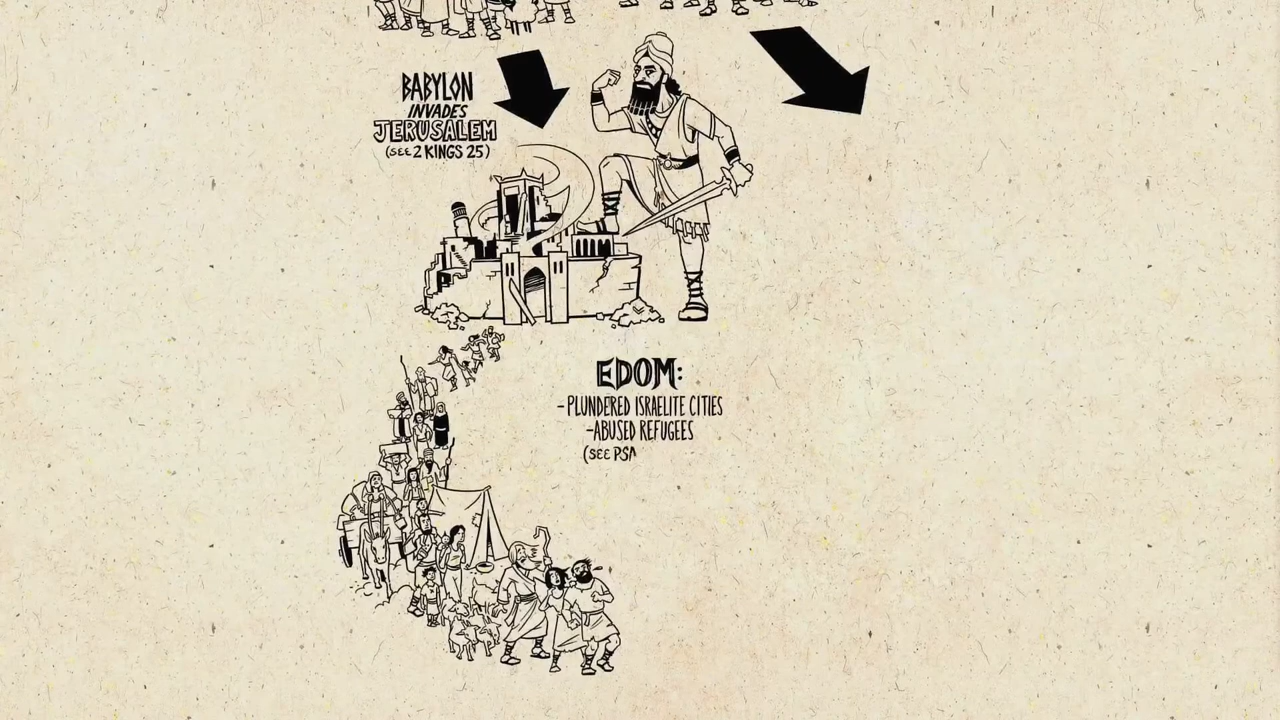 BABYLON
INVADES
JERUSALEM
(SEE 2 KINGS 25)
EDOM:
-PLUNDERED ISRAELITE CITIES
-ABUSED REFUGEES
(SEE PSA